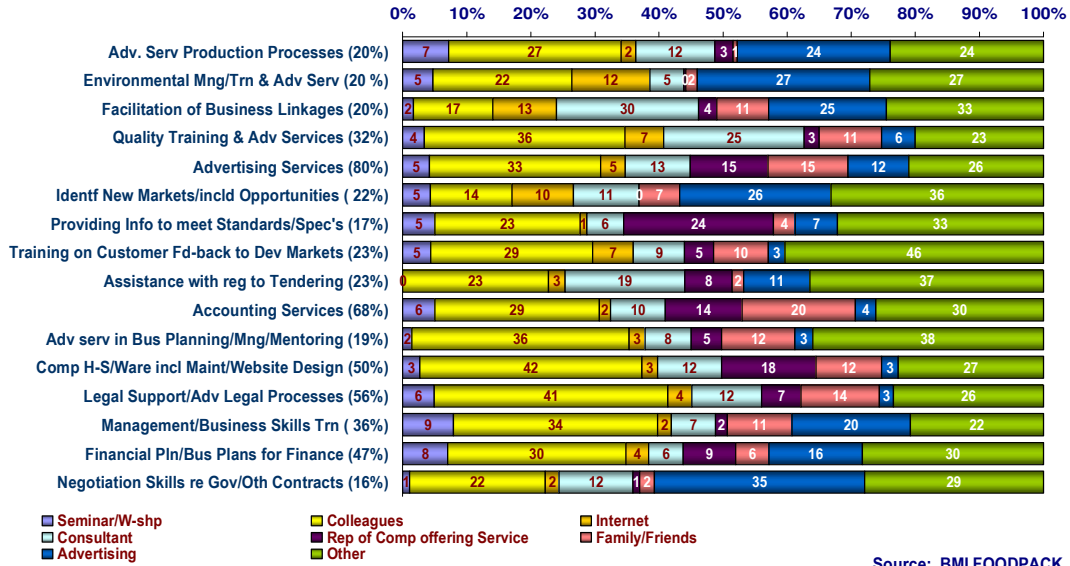 0% 10% 20% 30% 40% 50% 60% 70% 80% 90% 100%
Adv. Serv Production Processes (20%) 7 27 2 12 3 1 24 24
Environmental Mng/Trn & Adv Serv (20 %) 5 22 12 5 0 2 27 27
Facilitation of Business Linkages (20%) 2 17 13 30 4 11 25 33
Quality Training & Adv Services (32%) 4 36 7 25 3 11 6 23
Advertising Services (80%) 5 33 5 13 15 15 12 26
Identf New Markets/incld Opportunities ( 22%) 5 14 10 11 0 7 26 36
Providing Info to meet Standards/Spec's (17%) 5 23 1 6 24 4 7 33
Training on Customer Fd-back to Dev Markets (23%) 5 29 7 9 5 10 3 46
Assistance with reg to Tendering (23%) 0 23 3 19 8 2 11 37
Accounting Services (68%) 6 29 2 10 14 20 4 30
Adv serv in Bus Planning/Mng/Mentoring (19%) 2 36 3 8 5 12 3 38
Comp H-S/Ware incl Maint/Website Design (50%) 3 42 3 12 18 12 3 27
Legal Support/Adv Legal Processes (56%) 6 41 4 12 7 14 3 26
Management/Business Skills Trn ( 36%) 9 34 2 7 2 11 20 22
Financial Pln/Bus Plans for Finance (47%) 8 30 4 6 9 6 16 30
Negotiation Skills re Gov/Oth Contracts (16%) 1 22 2 12 1 2 35 29
Seminar/W-shp Colleagues Internet
Consultant Rep of Comp offering Service Family/Friends
Advertising Other
Source: BMI FOODPACK